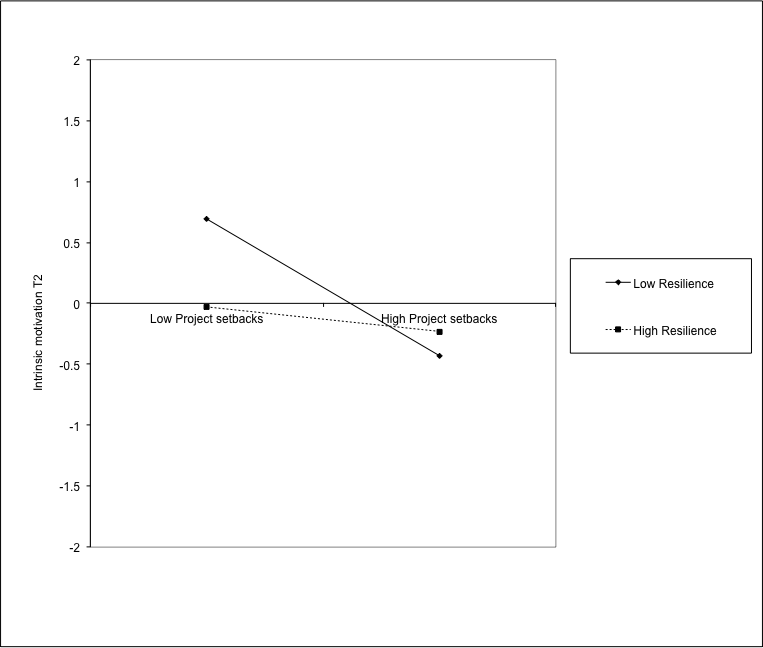 2
1.5
1
0.5
0
-0.5
-1
-1.5
-2
Intrinsic motivation T2
Low Project setbacks
High Project setbacks
Low Resilience
High Resilience